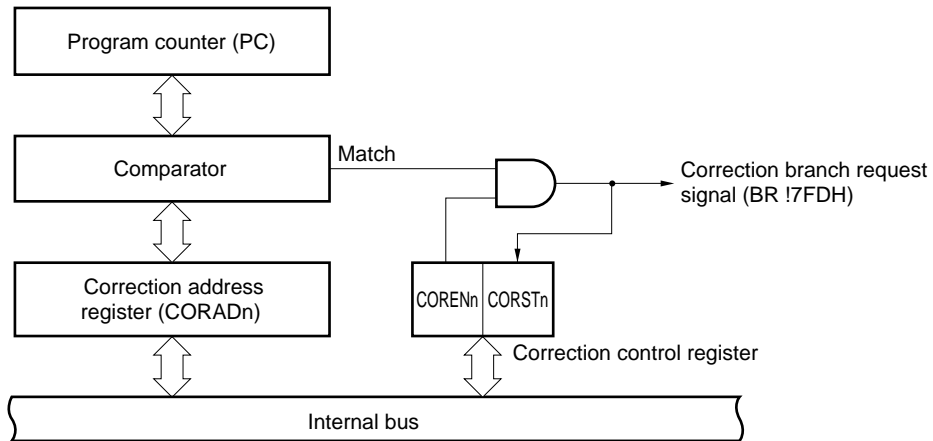 Program counter (PC)
Comparator
Match
Correction branch request
signal (BR !7FDH)
Correction address
register (CORADn)
CORENn
CORSTn
Correction control register
Internal bus